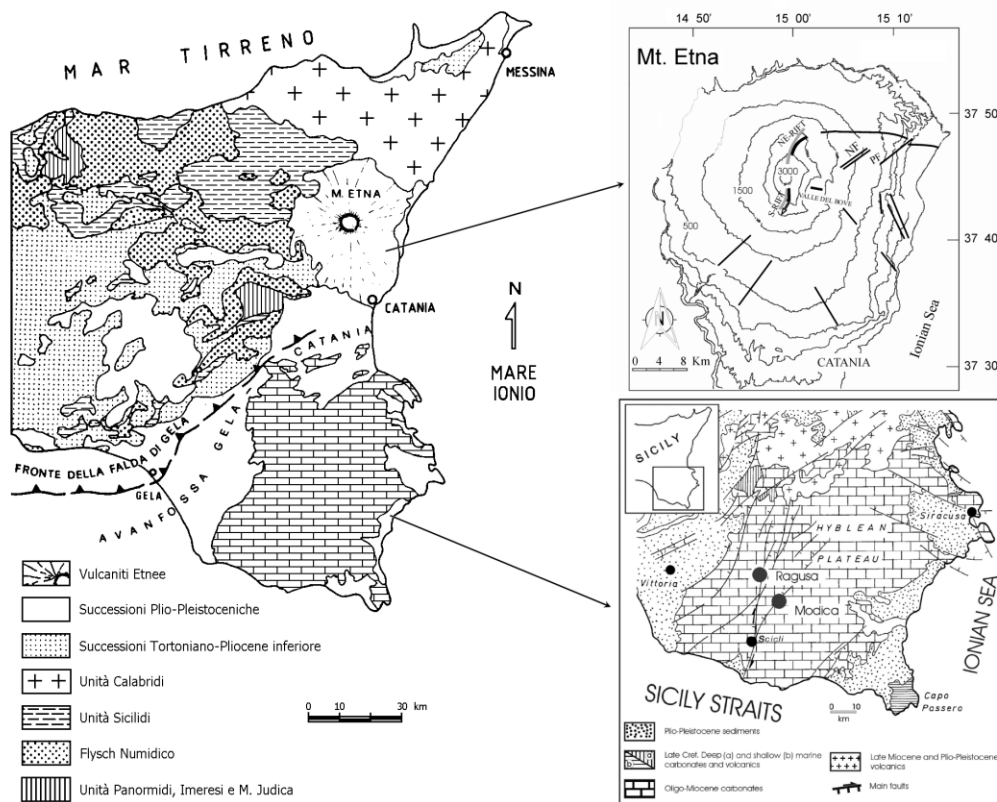 MAR TIRRENO
MESSINA
M. ETNA
CATANIA
N
MARE
IONIO
CATANIA
GELA
AVANFOSSA
FRONTE DELLA FALDA DI GELA
GELA
Vulcaniti Etnee
Successioni Plio-Pleistoceniche
Successioni Tortoniano-Pliocene inferiore
Unità Calabridi
Unità Sicilidi
Flysch Numidico
Unità Panormidi, Imeresi e M. Judica
0 10 20 30 km
14 50'
15 00'
15 10'
Mt. Etna
37 50
37 40
37 30
NE-RIFT
NF
PF
3000
1500
S-RIFT
VALLE DEL BOVE
500
N
0 4 8 Km
CATANIA
Ionian Sea
SICILY
HYBLEAN
PLATEAU
Siracusa
Vittoria
Ragusa
Modica
Scicli
IONIAN SEA
SICILY STRAITS
0 10
km
Capo
Passero
Plio-Pleistocene sediments
Late Cret. Deep (a) and shallow (b) marine
carbonates and volcanics
a
b
Oligo-Miocene carbonates
Late Miocene and Plio-Pleistocene
volcanics
Main faults